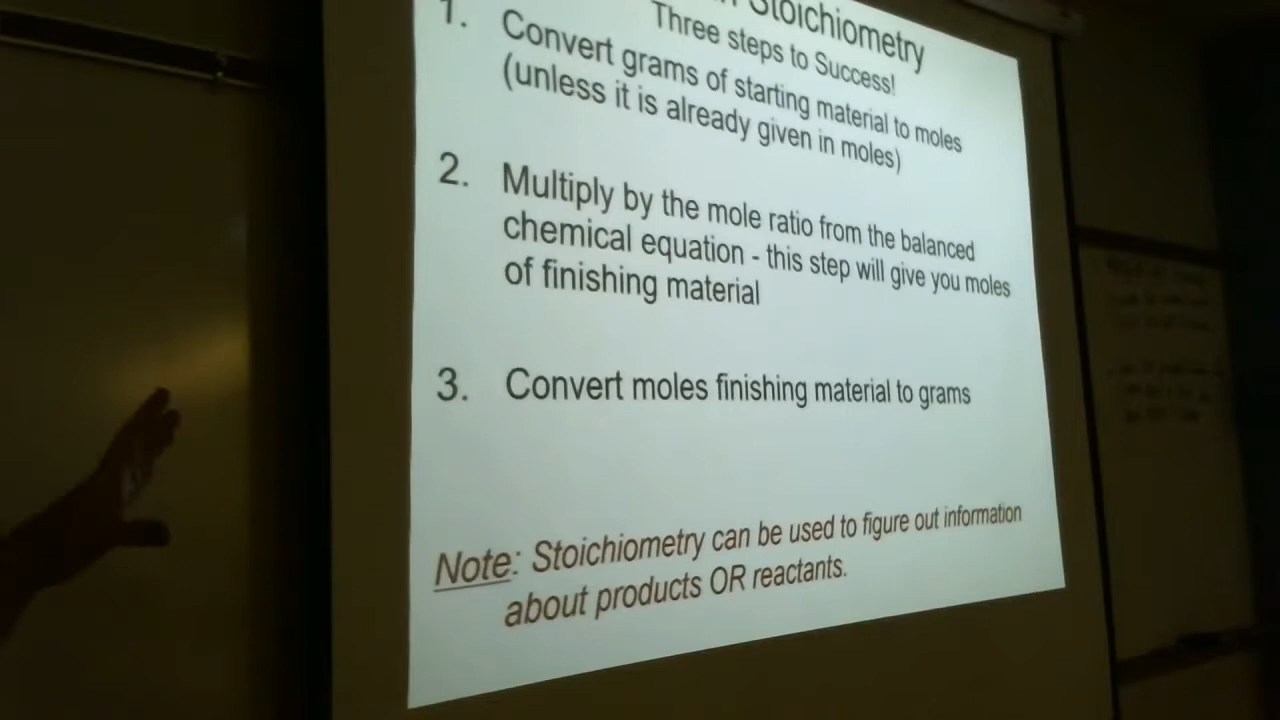 Stoichiometry
Three steps to Success!
1. Convert grams of starting material to moles
(unless it is already given in moles)
2. Multiply by the mole ratio from the balanced
chemical equation - this step will give you moles
of finishing material
3. Convert moles finishing material to grams
Note: Stoichiometry can be used to figure out information
about products OR reactants.